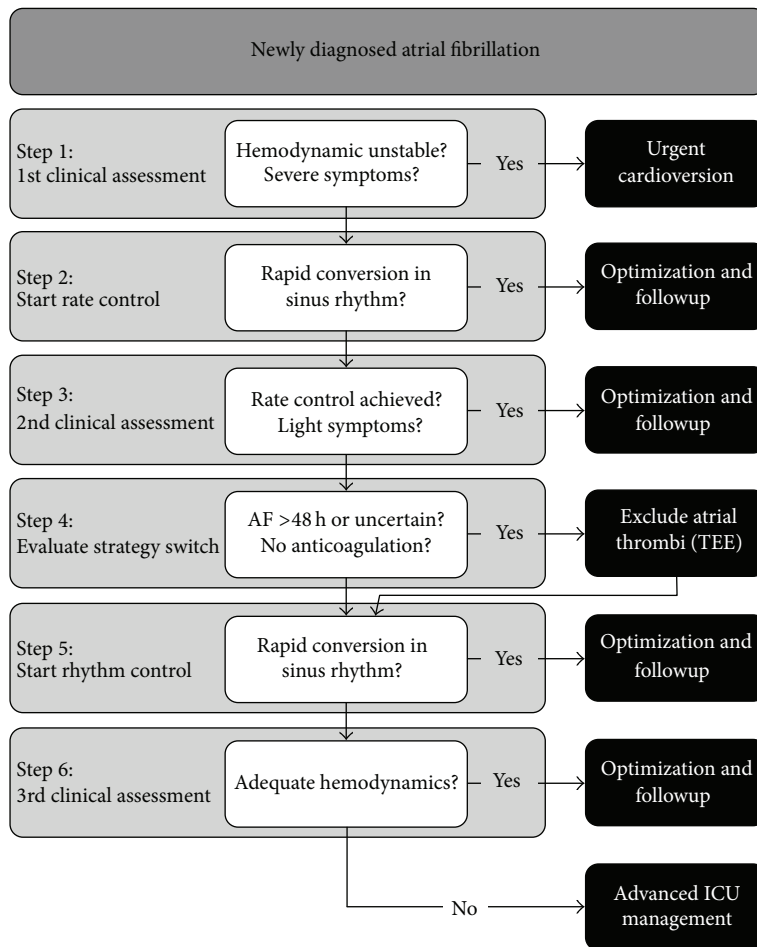 Newly diagnosed atrial fibrillation
Step 1:
1st clinical assessment
Hemodynamic unstable?
Severe symptoms?
Yes
Urgent
cardioversion
Step 2:
Start rate control
Rapid conversion in
sinus rhythm?
Yes
Optimization and
followup
Step 3:
2nd clinical assessment
Rate control achieved?
Light symptoms?
Yes
Optimization and
followup
Step 4:
Evaluate strategy switch
AF >48 h or uncertain?
No anticoagulation?
Yes
Exclude atrial
thrombi (TEE)
Step 5:
Start rhythm control
Rapid conversion in
sinus rhythm?
Yes
Optimization and
followup
Step 6:
3rd clinical assessment
Adequate hemodynamics?
Yes
Optimization and
followup
No
Advanced ICU
management